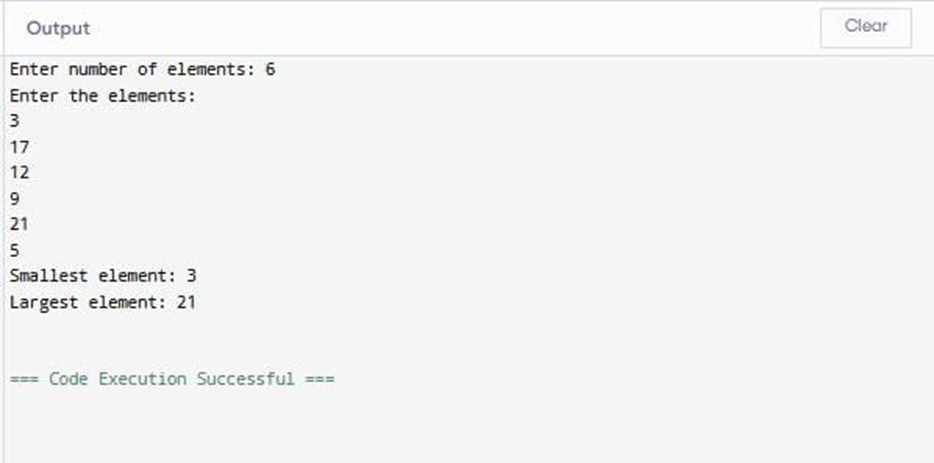 Output
Clear
Enter number of elements: 6
Enter the elements:
3
17
12
9
21
5
Smallest element: 3
Largest element: 21
=== Code Execution Successful ===